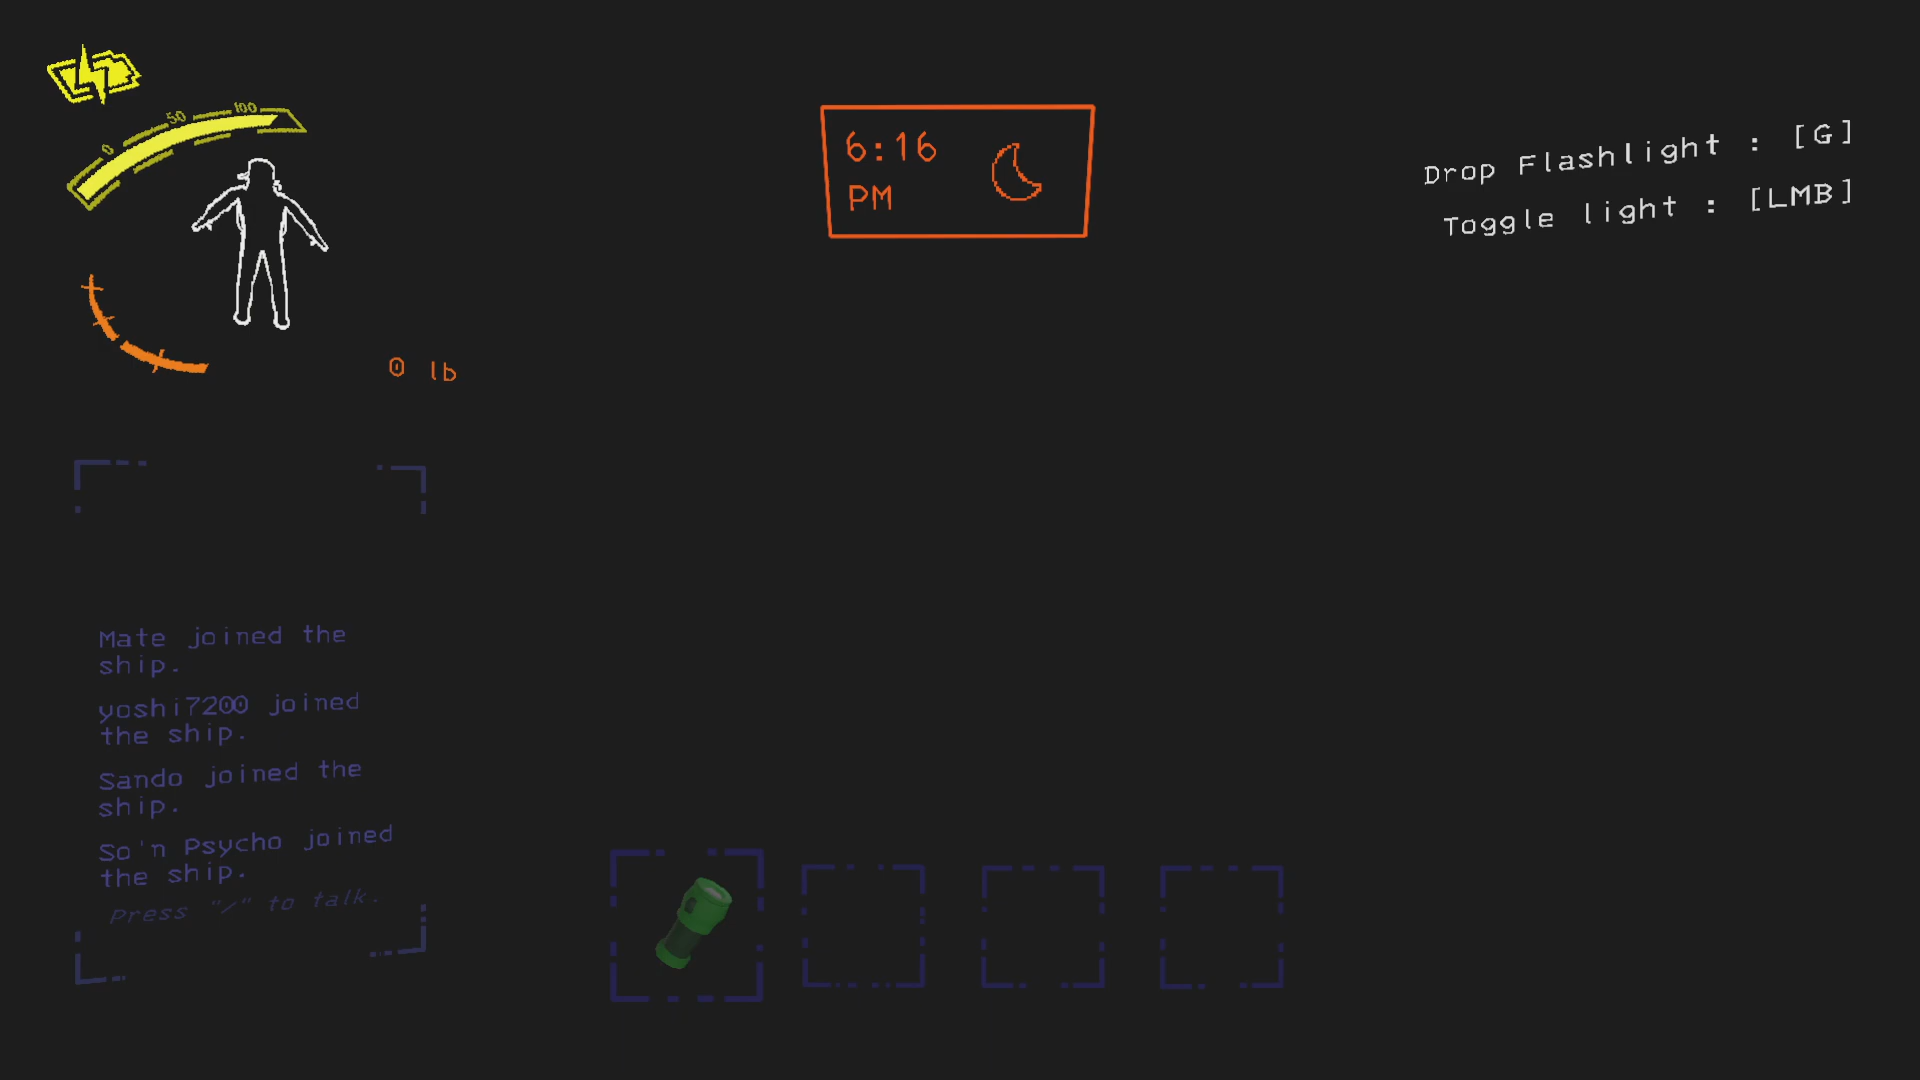 0 50 100
6:16
PM
Drop Flashlight : [G]
Toggle light : [LMB]
0 lb
Mate joined the
ship.
yoshi7200 joined
the ship.
Sando joined the
ship.
So'n Psycho joined
the ship.
Press "/" to talk.